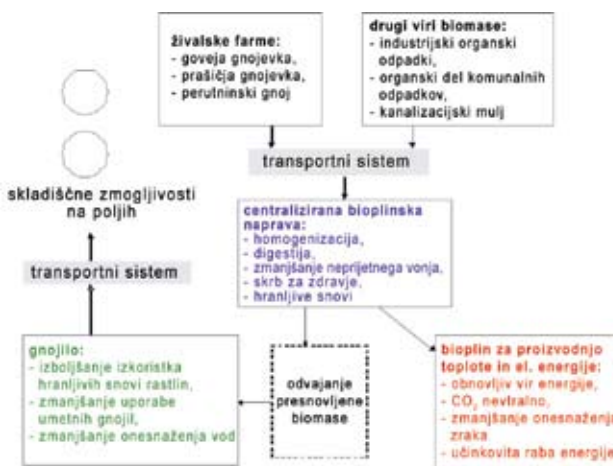 živalske farme:
- goveja gnojevka,
- prašičja gnojevka,
- perutninski gnoj
drugi viri biomase:
- industrijski organski
odpadki,
- organski del komunalnih
odpadkov,
- kanalizacijski mulj
transportni sistem
skladiščne zmogljivosti
na poljih
centralizirana bioplinska
naprava:
- homogenizacija,
- digestija,
- zmanjšanje neprijetnega vonja,
- skrb za zdravje,
- hranljive snovi
transportni sistem
gnojilo:
- izboljšanje izkoristka
hranljivih snovi rastlin,
- zmanjšanje uporabe
umetnih gnojil,
- zmanjšanje onesnaženja vod
odvajanje
presnovljene
biomase
bioplin za proizvodnjo
toplote in el. energije:
- obnovljiv vir energije,
- CO₂ nevtralno,
- zmanjšanje onesnaženja
zraka
- učinkovita raba energije